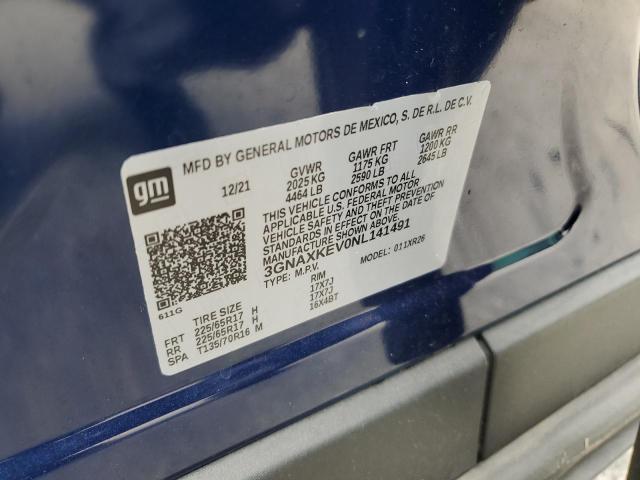 MFD BY GENERAL MOTORS DE MEXICO, S. DE R.L. DE C.V.
gm
12/21 GVWR GAWR FRT GAWR RR
2025 KG 1175 KG 1200 KG
4464 LB 2590 LB 2645 LB
THIS VEHICLE CONFORMS TO ALL
APPLICABLE U.S. FEDERAL MOTOR
VEHICLE SAFETY AND THEFT PREVENTION
STANDARDS IN EFFECT ON THE DATE OF
MANUFACTURE SHOWN ABOVE.
3GNAXKEV0NL141491
TYPE: M.P.V. MODEL: 011XR26
611G
TIRE SIZE RIM
FRT 225/65R17 H 17X7J
RR 225/65R17 H 17X7J
SPA T135/70R16 M 16X4BT